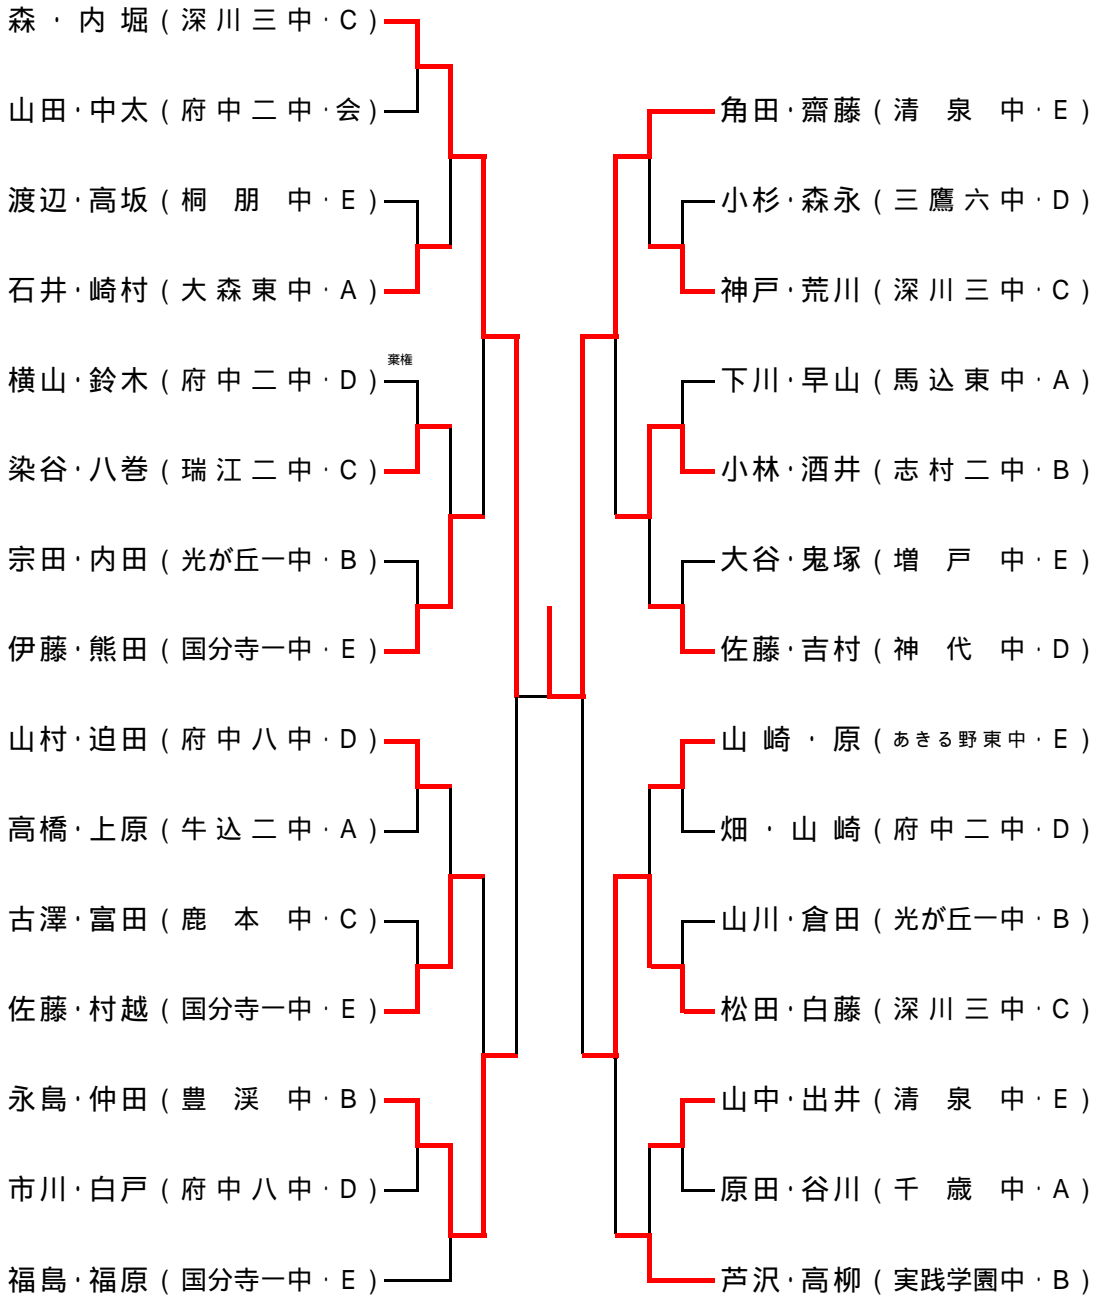 森・内堀(深川三中・C)
山田・中太(府中二中・会)
渡辺・高坂(桐朋中・E)
石井・崎村(大森東中・A)
棄権
横山・鈴木(府中二中・D)
染谷・八巻(瑞江二中・C)
宗田・内田(光が丘一中・B)
伊藤・熊田(国分寺一中・E)
山村・迫田(府中八中・D)
高橋・上原(牛込二中・A)
古澤・富田(鹿本中・C)
佐藤・村越(国分寺一中・E)
永島・仲田(豊渓中・B)
市川・白戸(府中八中・D)
福島・福原(国分寺一中・E)
角田・齋藤(清泉中・E)
小杉・森永(三鷹六中・D)
神戸・荒川(深川三中・C)
下川・早山(馬込東中・A)
小林・酒井(志村二中・B)
大谷・鬼塚(増戸中・E)
佐藤・吉村(神代中・D)
山崎・原(あきる野東中・E)
畑・山崎(府中二中・D)
山川・倉田(光が丘一中・B)
松田・白藤(深川三中・C)
山中・出井(清泉中・E)
原田・谷川(千歳中・A)
芦沢・高柳(実践学園中・B)